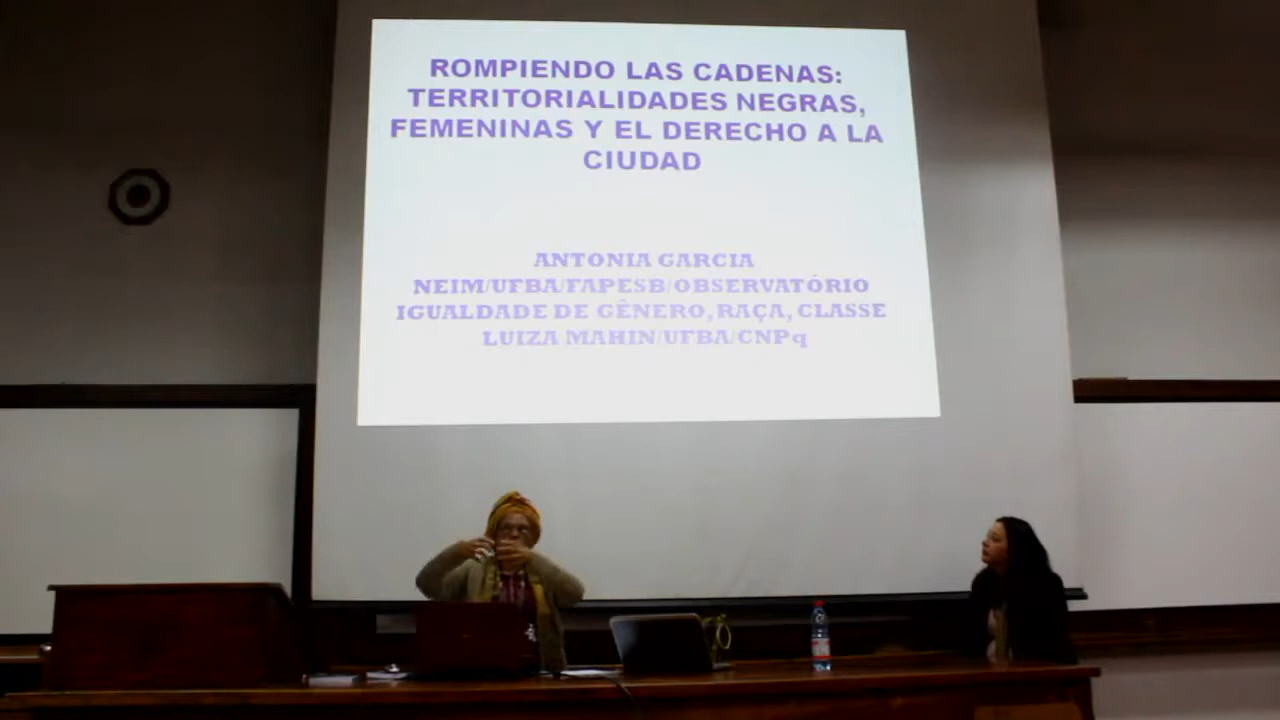 ROMPIENDO LAS CADENAS:
TERRITORIALIDADES NEGRAS,
FEMENINAS Y EL DERECHO A LA
CIUDAD
ANTONIA GARCIA
NEIM/UFBA/FAPESB/OBSERVATÓRIO
IGUALDADE DE GÊNERO, RAÇA, CLASSE
LUIZA MAHIN/UFBA/CNPq